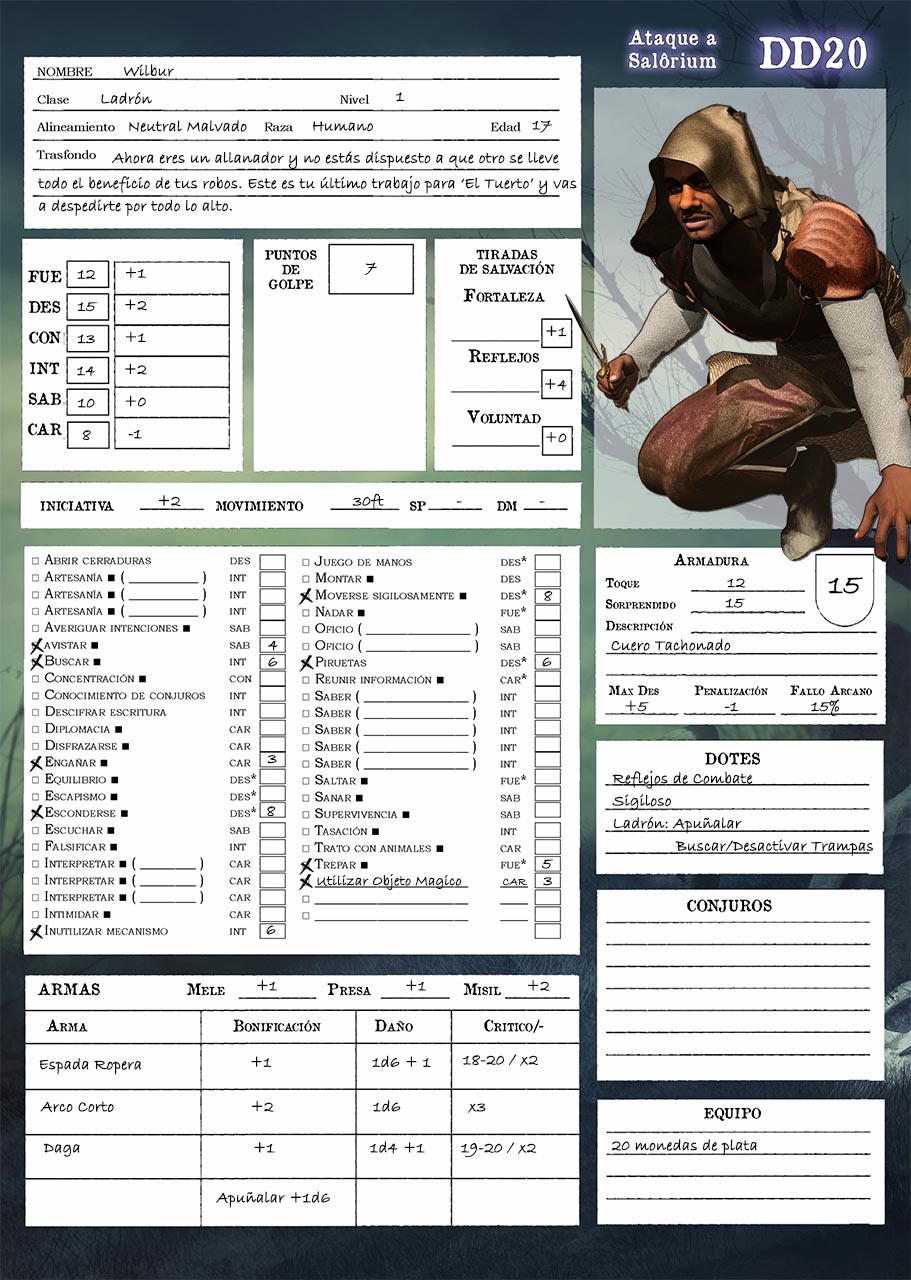 Ataque a
Salôrium
DD20
NOMBRE Wilbur
Clase Ladrón Nivel 1
Alineamiento Neutral Malvado Raza Humano Edad 17
Trasfondo Ahora eres un allanador y no estás dispuesto a que otro se lleve
todo el beneficio de tus robos. Este es tu último trabajo para 'El Tuerto' y vas
a despedirte por todo lo alto.
FUE 12 +1
DES 15 +2
CON 13 +1
INT 14 +2
SAB 10 +0
CAR 8 -1
PUNTOS
DE
GOLPE
7
TIRADAS
DE SALVACIÓN
FORTALEZA
+1
REFLEJOS
+4
VOLUNTAD
+0
INICIATIVA +2 MOVIMIENTO 30ft SP - DM -
ABRIR CERRADURAS DES
ARTESANÍA ■ ( ) INT
ARTESANÍA ■ ( ) INT
ARTESANÍA ■ ( ) INT
AVERIGUAR INTENCIONES ■ SAB
AVISTAR ■ SAB 4
BUSCAR ■ INT 6
CONCENTRACIÓN ■ CON
CONOCIMIENTO DE CONJUROS INT
DESCIFRAR ESCRITURA INT
DIPLOMACIA ■ CAR
DISFRAZARSE ■ CAR
ENGAÑAR ■ CAR 3
EQUILIBRIO ■ DES*
ESCAPISMO ■ DES*
ESCONDERSE ■ DES* 8
ESCUCHAR ■ SAB
FALSIFICAR ■ INT
INTERPRETAR ■ ( ) CAR
INTERPRETAR ■ ( ) CAR
INTERPRETAR ■ ( ) CAR
INTIMIDAR ■ CAR
INUTILIZAR MECANISMO INT 6
JUEGO DE MANOS DES*
MONTAR ■ DES
MOVERSE SIGILOSAMENTE ■ DES* 8
NADAR ■ FUE*
OFICIO ( ) SAB
OFICIO ( ) SAB
PIRUETAS DES* 6
REUNIR INFORMACIÓN ■ CAR*
SABER ( ) INT
SABER ( ) INT
SABER ( ) INT
SABER ( ) INT
SABER ( ) INT
SALTAR ■ FUE*
SANAR ■ SAB
SUPERVIVENCIA ■ SAB
TASACIÓN ■ INT
TRATO CON ANIMALES ■ CAR
TREPAR ■ FUE* 5
Utilizar Objeto Magico CAR 3
ARMADURA
TOQUE 12
SORPRENDIDO 15
15
DESCRIPCIÓN
Cuero Tachonado
MAX DES PENALIZACIÓN FALLO ARCANO
+5 -1 15%
DOTES
Reflejos de Combate
Sigiloso
Ladrón: Apuñalar
Buscar/Desactivar Trampas
CONJUROS
EQUIPO
20 monedas de plata
ARMAS MELE +1 PRESA +1 MISIL +2
ARMA BONIFICACIÓN DAÑO CRITICO/-
Espada Ropera +1 1d6 + 1 18-20 / x2
Arco Corto +2 1d6 x3
Daga +1 1d4 +1 19-20 / x2
Apuñalar +1d6